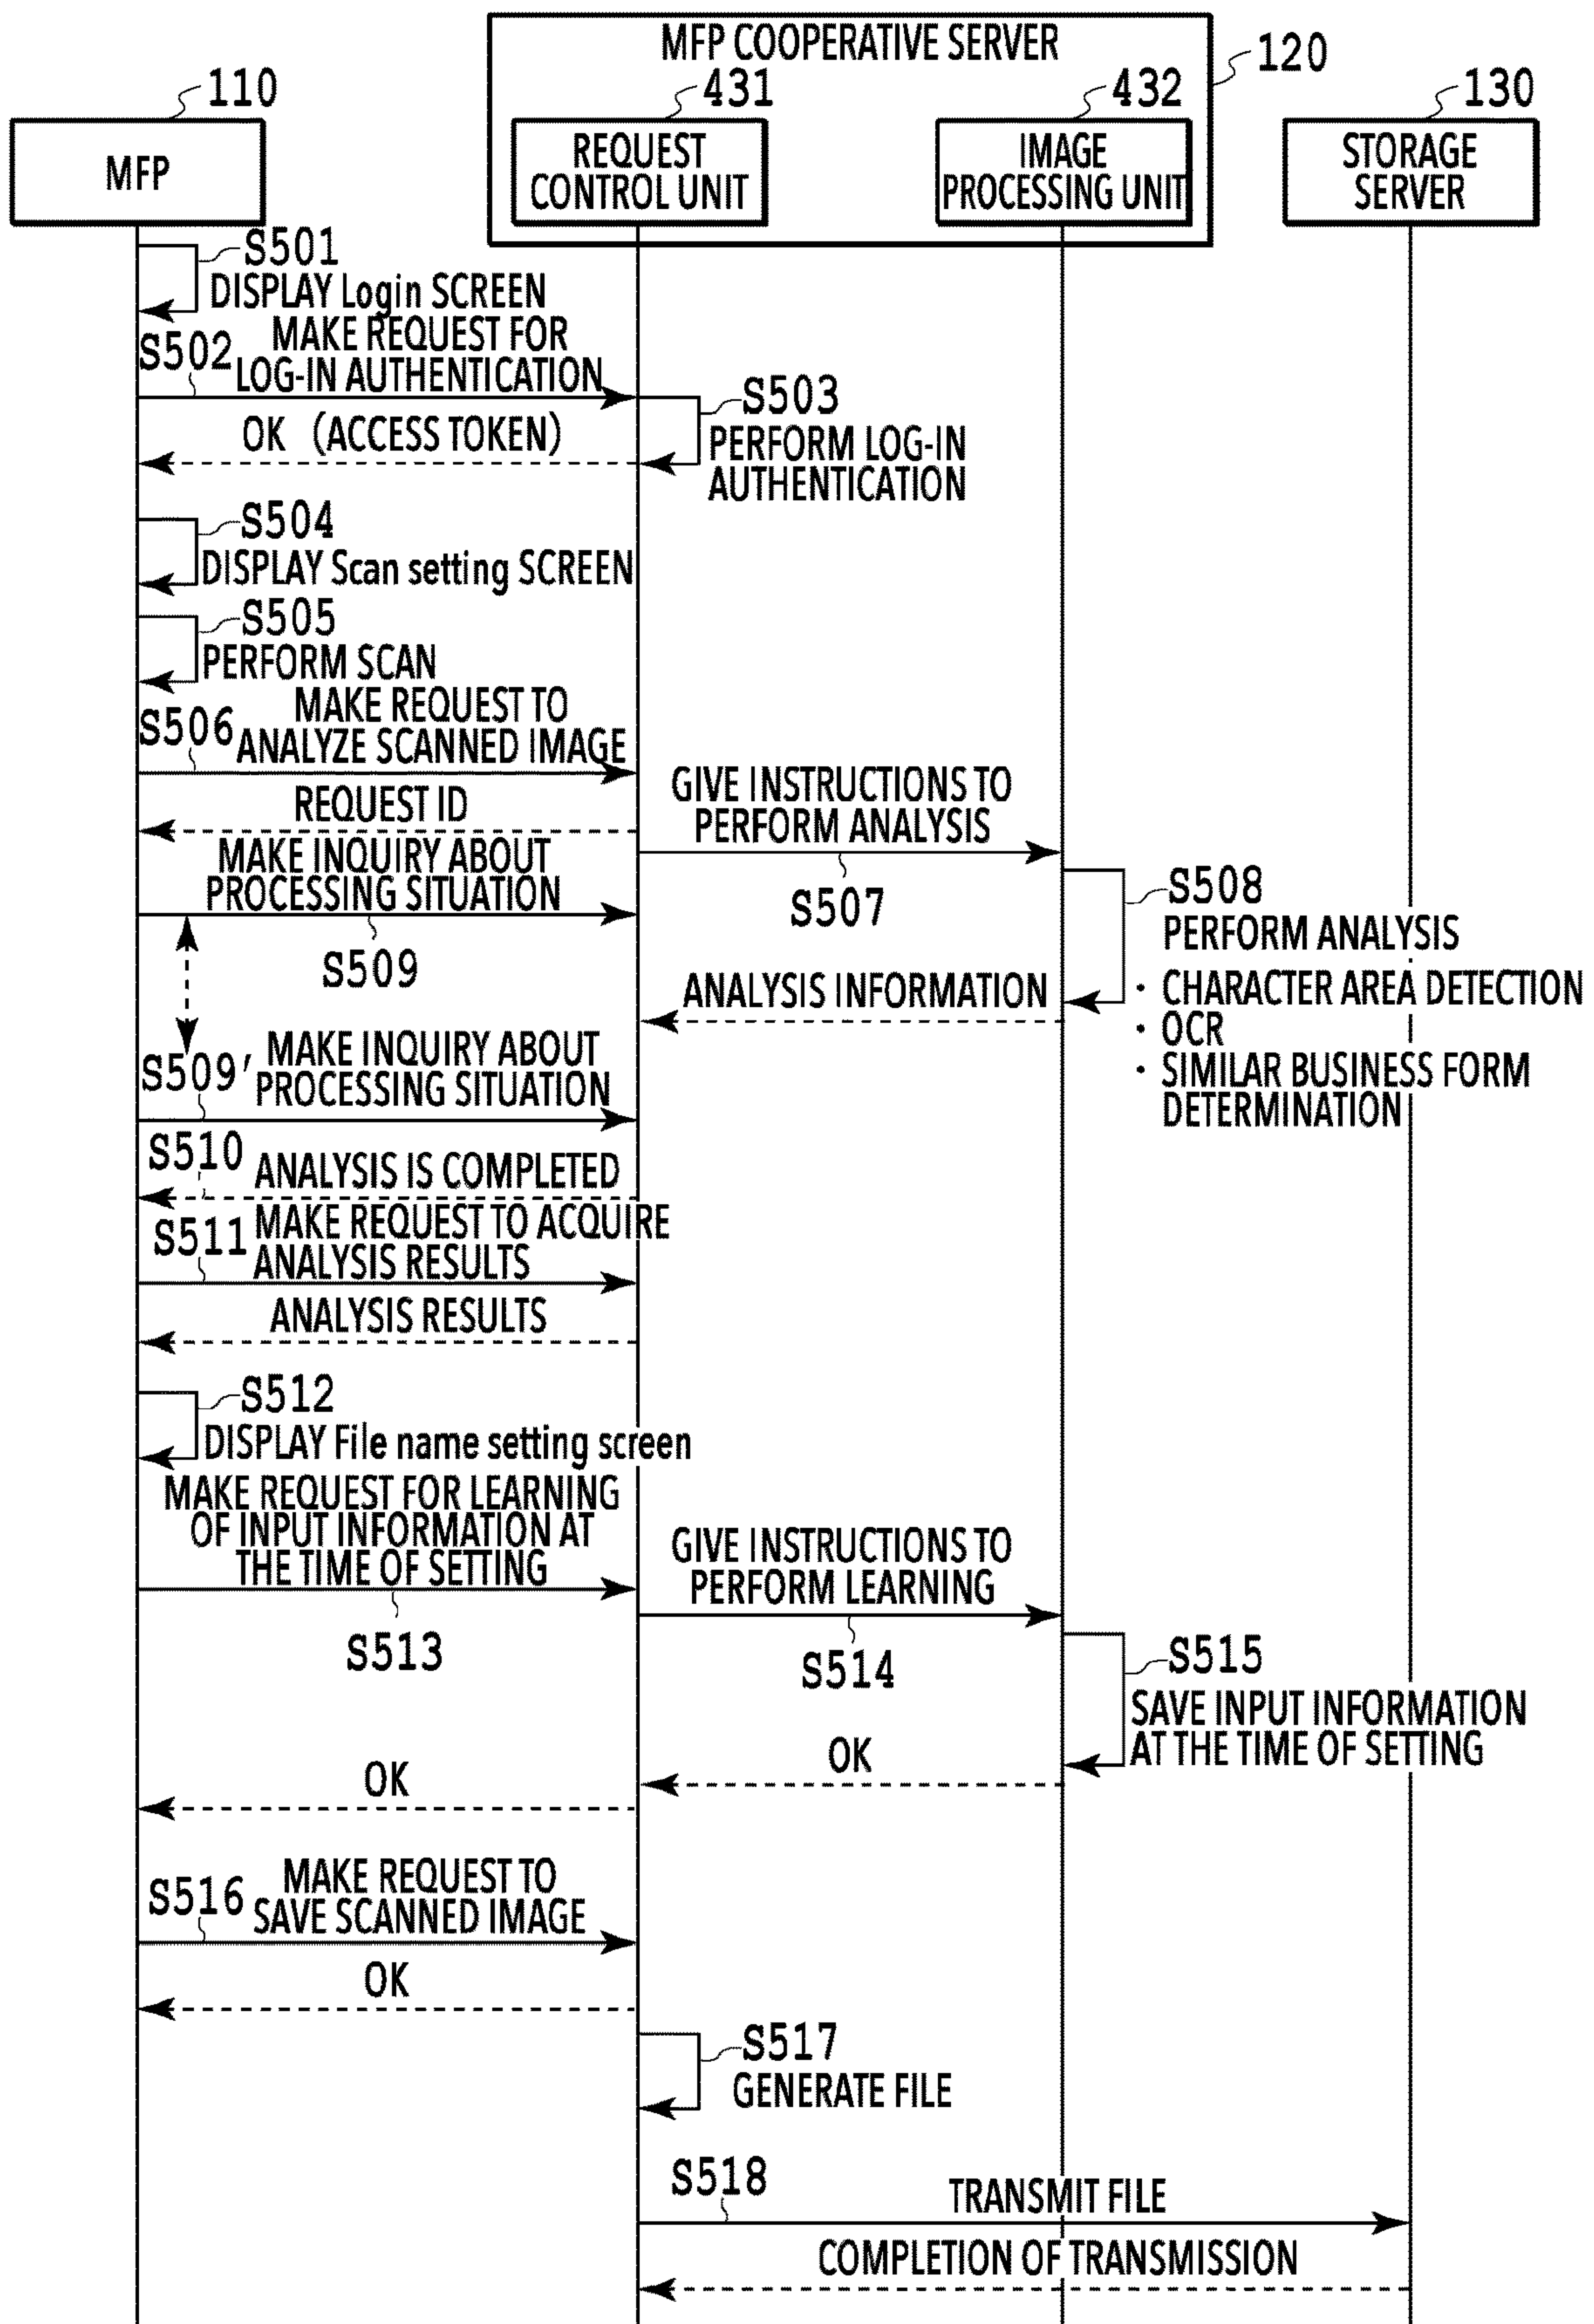 MFP COOPERATIVE SERVER
120
110
431
432
130
MFP
REQUEST
CONTROL UNIT
IMAGE
PROCESSING UNIT
STORAGE
SERVER
S501
DISPLAY Login SCREEN
S502
MAKE REQUEST FOR
LOG-IN AUTHENTICATION
S503
PERFORM LOG-IN
AUTHENTICATION
OK (ACCESS TOKEN)
S504
DISPLAY Scan setting SCREEN
S505
PERFORM SCAN
S506
MAKE REQUEST TO
ANALYZE SCANNED IMAGE
REQUEST ID
GIVE INSTRUCTIONS TO
PERFORM ANALYSIS
S507
MAKE INQUIRY ABOUT
PROCESSING SITUATION
S509
S508
PERFORM ANALYSIS
・ CHARACTER AREA DETECTION
・ OCR
・ SIMILAR BUSINESS FORM
DETERMINATION
ANALYSIS INFORMATION
S509'
MAKE INQUIRY ABOUT
PROCESSING SITUATION
S510
ANALYSIS IS COMPLETED
S511
MAKE REQUEST TO ACQUIRE
ANALYSIS RESULTS
ANALYSIS RESULTS
S512
DISPLAY File name setting screen
MAKE REQUEST FOR LEARNING
OF INPUT INFORMATION AT
THE TIME OF SETTING
S513
GIVE INSTRUCTIONS TO
PERFORM LEARNING
S514
S515
SAVE INPUT INFORMATION
AT THE TIME OF SETTING
OK
OK
S516
MAKE REQUEST TO
SAVE SCANNED IMAGE
OK
S517
GENERATE FILE
S518
TRANSMIT FILE
COMPLETION OF TRANSMISSION